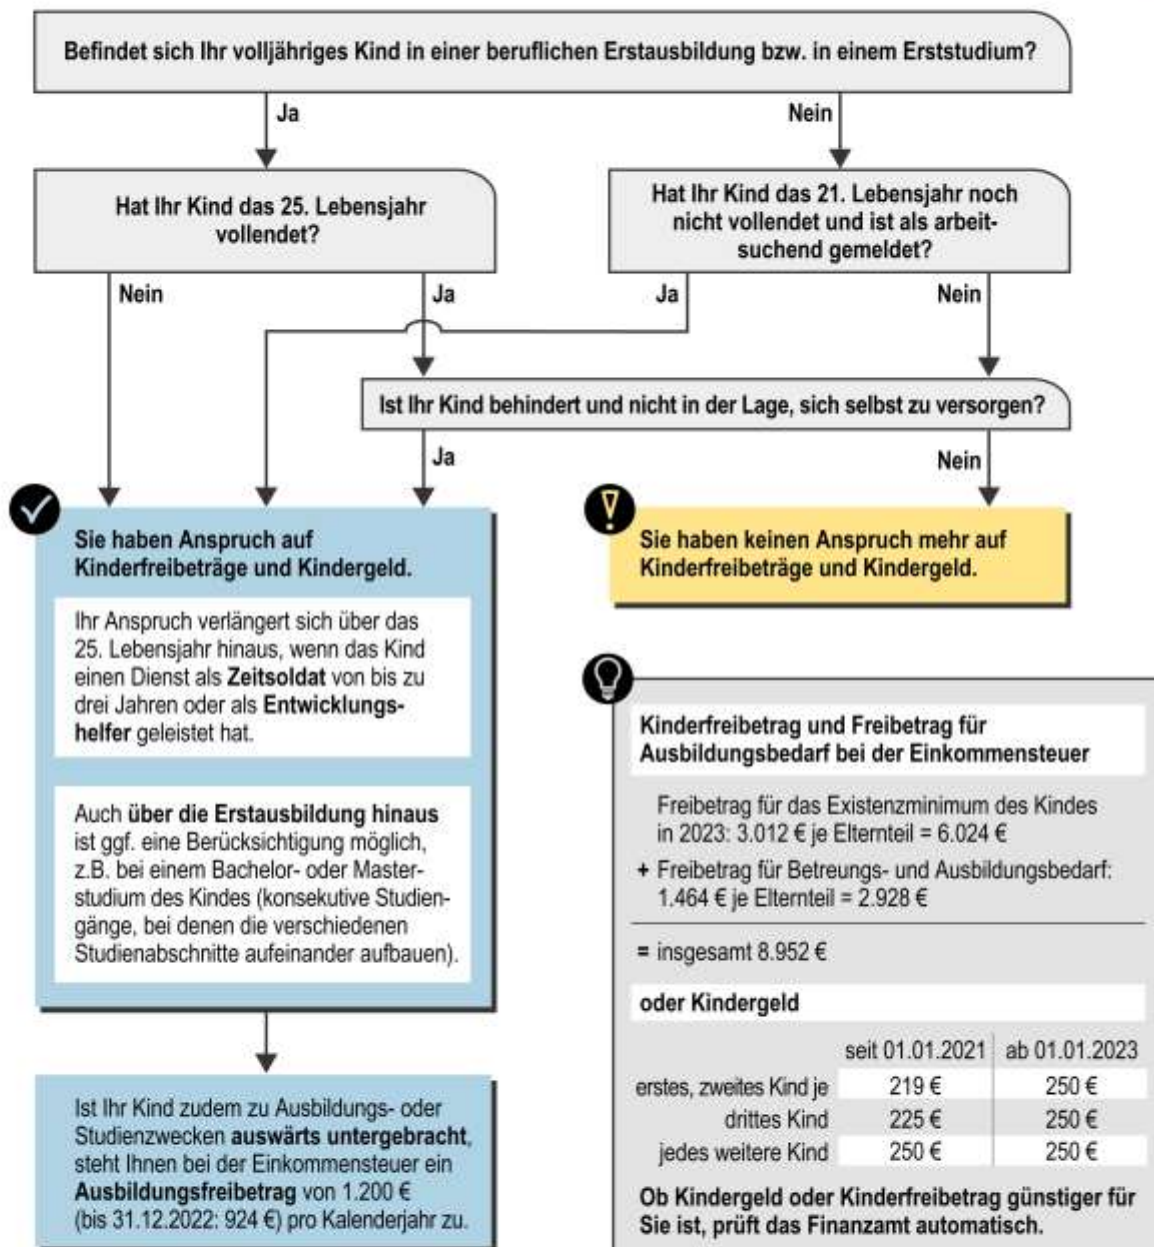 Befindet sich Ihr volljähriges Kind in einer beruflichen Erstausbildung bzw. in einem Erststudium?
Ja
Nein
Hat Ihr Kind das 25. Lebensjahr
vollendet?
Hat Ihr Kind das 21. Lebensjahr noch
nicht vollendet und ist als arbeit-
suchend gemeldet?
Nein
Ja
Ja
Nein
Ist Ihr Kind behindert und nicht in der Lage, sich selbst zu versorgen?
Ja
Nein
Sie haben Anspruch auf
Kinderfreibeträge und Kindergeld.
Ihr Anspruch verlängert sich über das
25. Lebensjahr hinaus, wenn das Kind
einen Dienst als Zeitsoldat von bis zu
drei Jahren oder als Entwicklungs-
helfer geleistet hat.
Auch über die Erstausbildung hinaus
ist ggf. eine Berücksichtigung möglich,
z.B. bei einem Bachelor- oder Master-
studium des Kindes (konsekutive Studien-
gänge, bei denen die verschiedenen
Studienabschnitte aufeinander aufbauen).
Ist Ihr Kind zudem zu Ausbildungs- oder
Studienzwecken auswärts untergebracht,
steht Ihnen bei der Einkommensteuer ein
Ausbildungsfreibetrag von 1.200 €
(bis 31.12.2022: 924 €) pro Kalenderjahr zu.
Sie haben keinen Anspruch mehr auf
Kinderfreibeträge und Kindergeld.
Kinderfreibetrag und Freibetrag für
Ausbildungsbedarf bei der Einkommensteuer
Freibetrag für das Existenzminimum des Kindes
in 2023: 3.012 € je Elternteil = 6.024 €
+ Freibetrag für Betreungs- und Ausbildungsbedarf:
1.464 € je Elternteil = 2.928 €
= insgesamt 8.952 €
oder Kindergeld
seit 01.01.2021 ab 01.01.2023
erstes, zweites Kind je 219 € 250 €
drittes Kind 225 € 250 €
jedes weitere Kind 250 € 250 €
Ob Kindergeld oder Kinderfreibetrag günstiger für
Sie ist, prüft das Finanzamt automatisch.